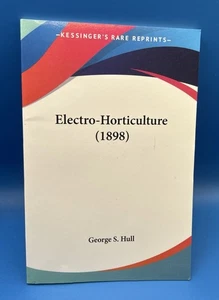 •KESSINGER'S RARE REPRINTS•
Electro-Horticulture
(1898)
George S. Hull